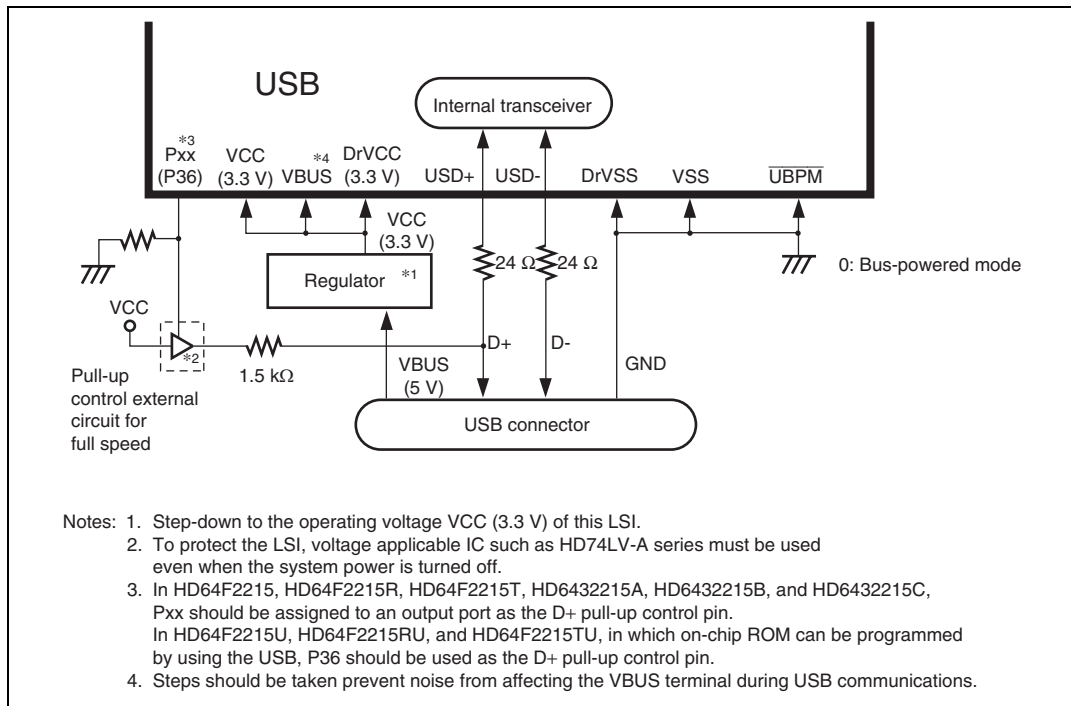 USB
Internal transceiver
*3
Pxx
(P36)
VCC
(3.3 V)
*4
VBUS
DrVCC
(3.3 V)
USD+
USD-
DrVSS
VSS
UBPM
VCC
(3.3 V)
Regulator *1
24 Ω
24 Ω
0: Bus-powered mode
VCC
*2
1.5 kΩ
D+
D-
GND
VBUS
(5 V)
Pull-up
control external
circuit for
full speed
USB connector
Notes: 1. Step-down to the operating voltage VCC (3.3 V) of this LSI.
2. To protect the LSI, voltage applicable IC such as HD74LV-A series must be used
even when the system power is turned off.
3. In HD64F2215, HD64F2215R, HD64F2215T, HD6432215A, HD6432215B, and HD6432215C,
Pxx should be assigned to an output port as the D+ pull-up control pin.
In HD64F2215U, HD64F2215RU, and HD64F2215TU, in which on-chip ROM can be programmed
by using the USB, P36 should be used as the D+ pull-up control pin.
4. Steps should be taken prevent noise from affecting the VBUS terminal during USB communications.